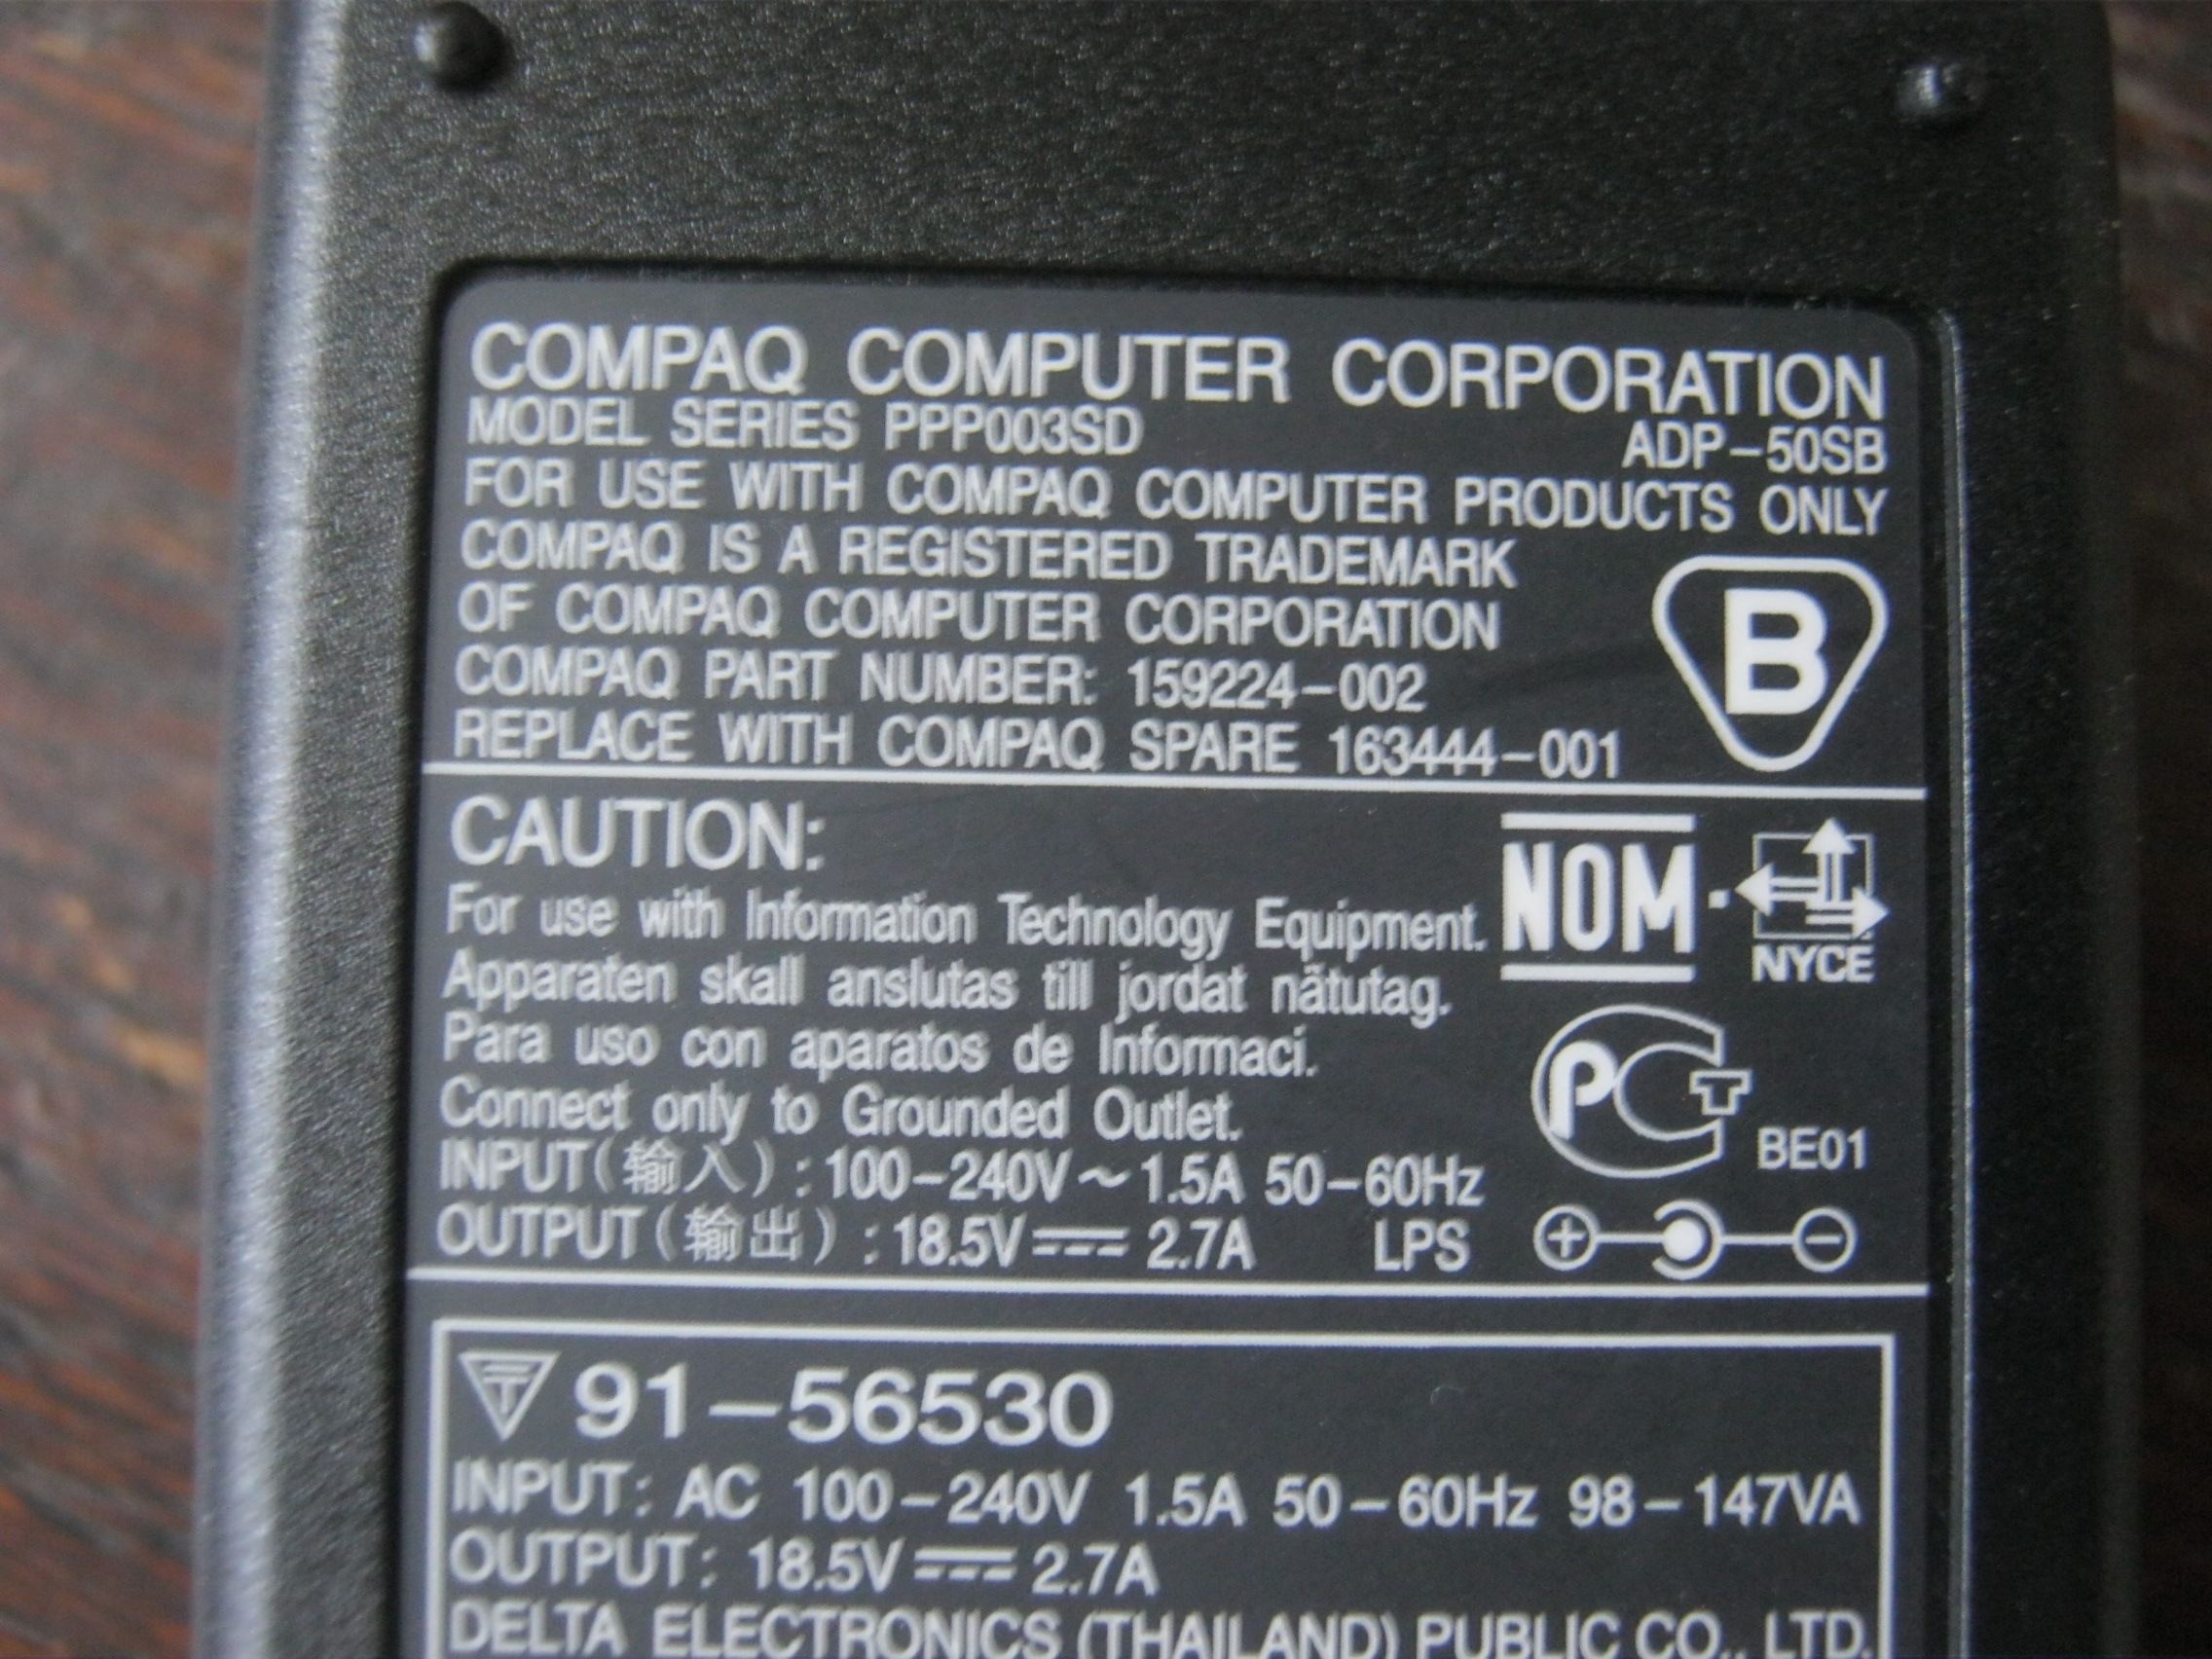 COMPAQ COMPUTER CORPORATION
MODEL SERIES PPP003SD ADP-50SB
FOR USE WITH COMPAQ COMPUTER PRODUCTS ONLY
COMPAQ IS A REGISTERED TRADEMARK
OF COMPAQ COMPUTER CORPORATION
B
COMPAQ PART NUMBER: 159224-002
REPLACE WITH COMPAQ SPARE 163444-001
CAUTION:
NOM
NYCE
For use with Information Technology Equipment.
Apparaten skall anslutas till jordat nätutag.
Para uso con aparatos de Informaci.
Connect only to Grounded Outlet.
PCT BE01
INPUT(输入):100-240V~1.5A 50-60Hz
OUTPUT(输出):18.5V⎓2.7A LPS
91-56530
INPUT: AC 100-240V 1.5A 50-60Hz 98-147VA
OUTPUT: 18.5V⎓2.7A
DELTA ELECTRONICS (THAILAND) PUBLIC CO., LTD.